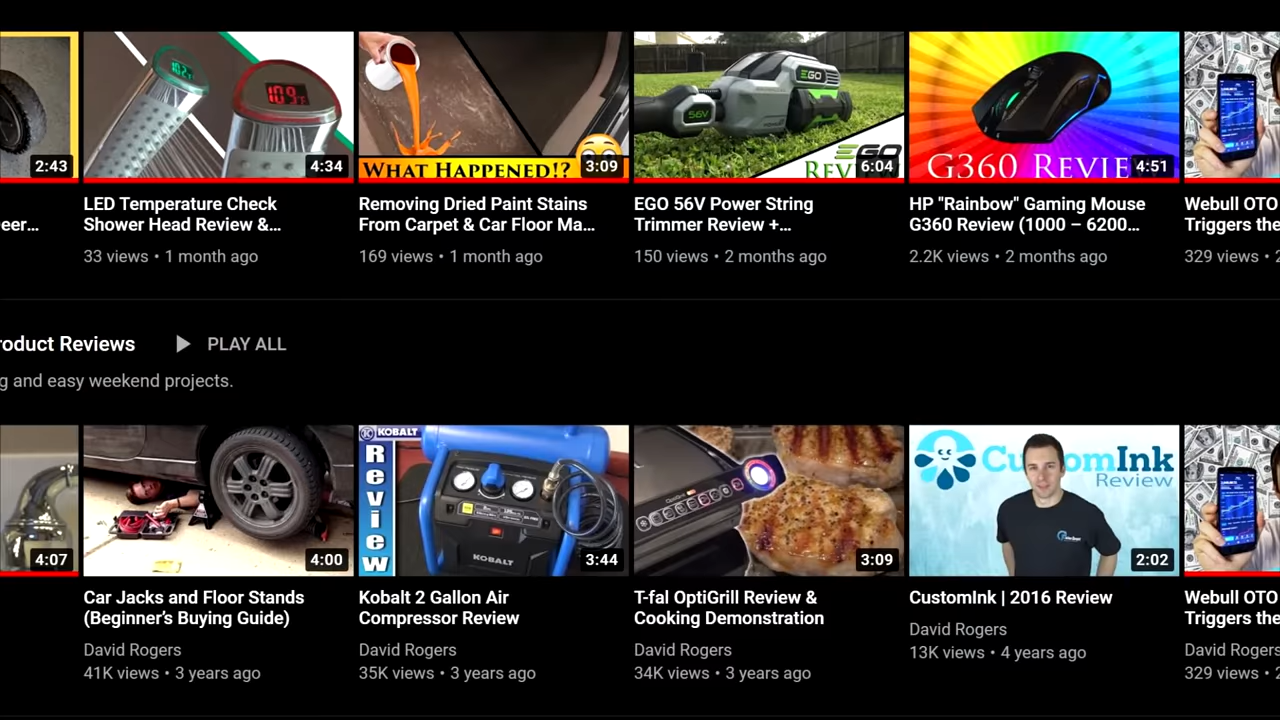 102
109°F
WHAT HAPPENED!?
56V
EGO
EGO
REV
G360 REVIE
2:43
4:34
3:09
6:04
4:51
eer...
LED Temperature Check
Shower Head Review &...
33 views • 1 month ago
Removing Dried Paint Stains
From Carpet & Car Floor Ma...
169 views • 1 month ago
EGO 56V Power String
Trimmer Review +...
150 views • 2 months ago
HP "Rainbow" Gaming Mouse
G360 Review (1000 – 6200...
2.2K views • 2 months ago
Webull OTO
Triggers the
329 views • 2
roduct Reviews
PLAY ALL
g and easy weekend projects.
KOBALT
Review
KOBALT
OptiGrill
CustomInk
Review
4:07
4:00
3:44
3:09
2:02
Car Jacks and Floor Stands
(Beginner's Buying Guide)
David Rogers
41K views • 3 years ago
Kobalt 2 Gallon Air
Compressor Review
David Rogers
35K views • 3 years ago
T-fal OptiGrill Review &
Cooking Demonstration
David Rogers
34K views • 3 years ago
CustomInk | 2016 Review
David Rogers
13K views • 4 years ago
Webull OTO
Triggers the
David Rogers
329 views • 2